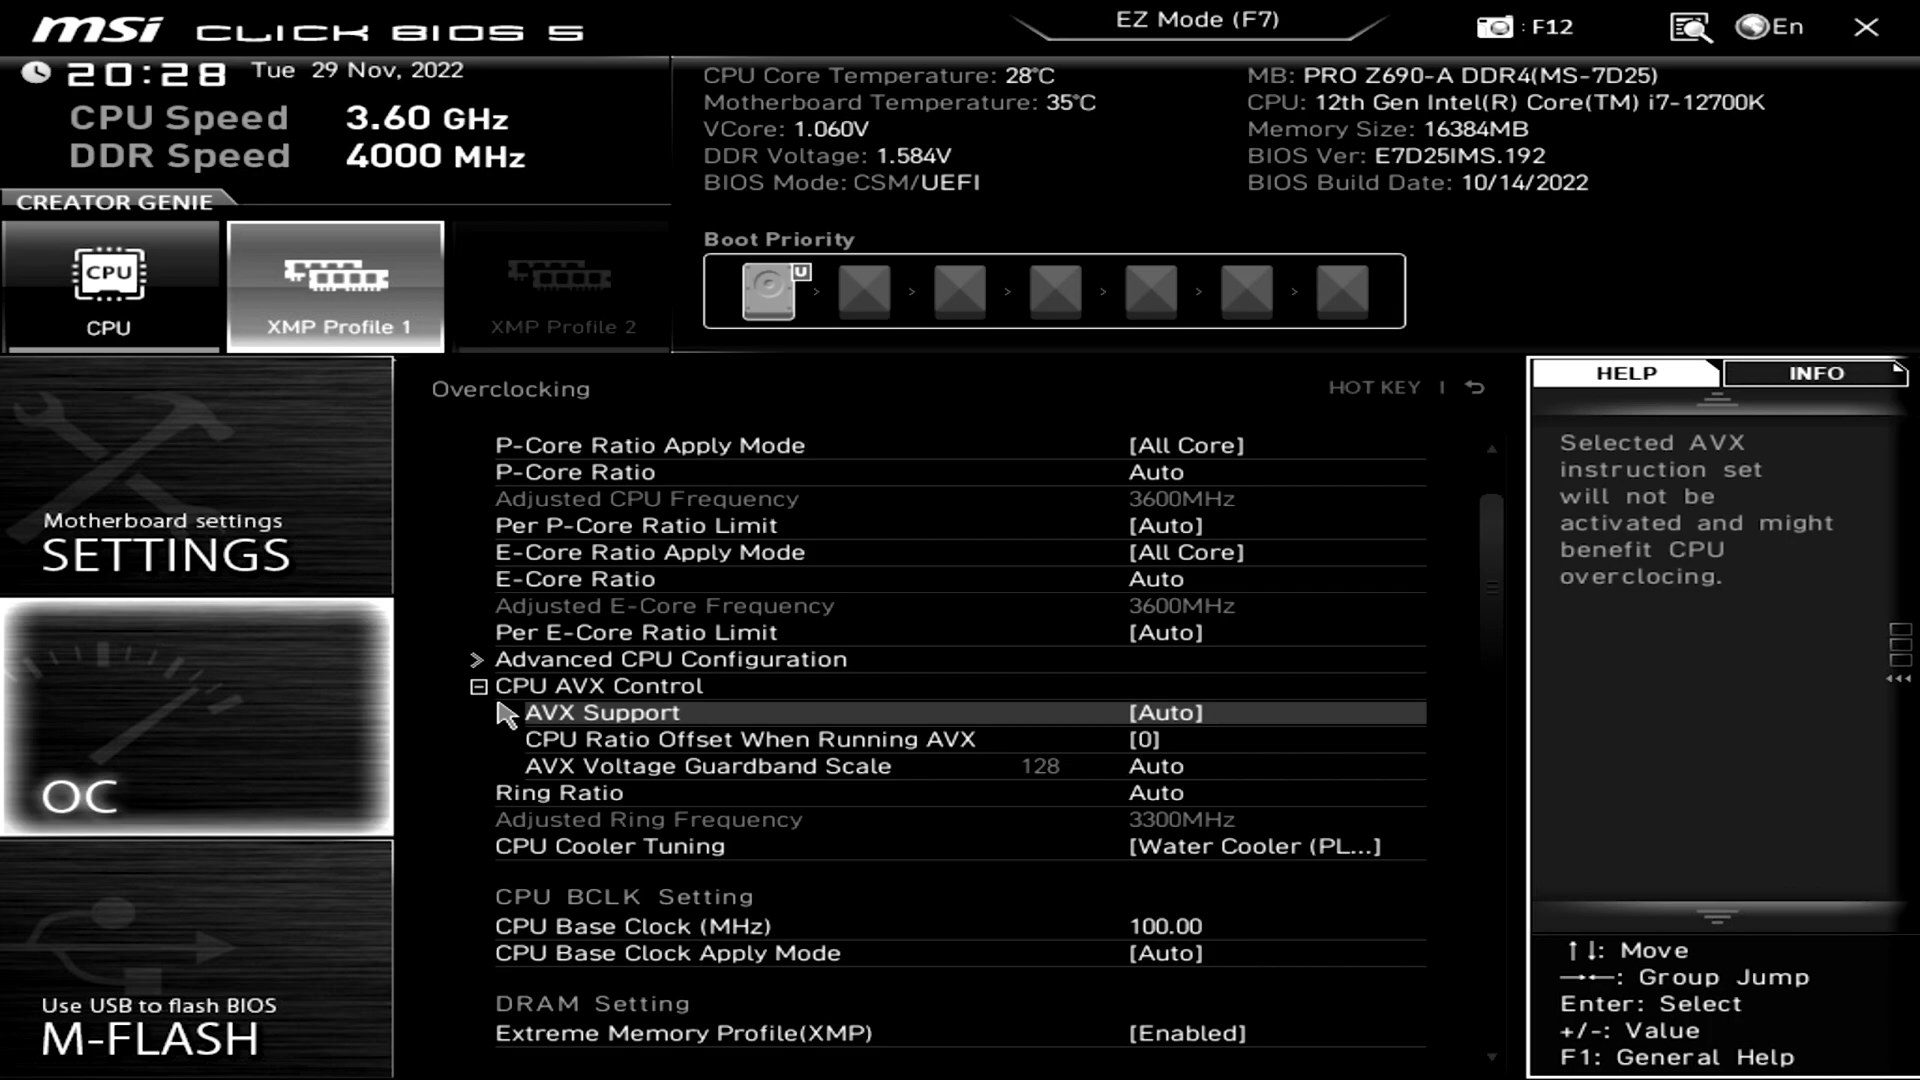 msi CLICK BIOS 5
EZ Mode (F7)
: F12
En
20:28 Tue 29 Nov, 2022
CPU Speed 3.60 GHz
DDR Speed 4000 MHz
CREATOR GENIE
CPU
CPU
XMP Profile 1
XMP Profile 2
CPU Core Temperature: 28°C
Motherboard Temperature: 35°C
VCore: 1.060V
DDR Voltage: 1.584V
BIOS Mode: CSM/UEFI
MB: PRO Z690-A DDR4(MS-7D25)
CPU: 12th Gen Intel(R) Core(TM) i7-12700K
Memory Size: 16384MB
BIOS Ver: E7D25IMS.192
BIOS Build Date: 10/14/2022
Boot Priority
U
Motherboard settings
SETTINGS
OC
Use USB to flash BIOS
M-FLASH
Overclocking
HOT KEY |
P-Core Ratio Apply Mode [All Core]
P-Core Ratio Auto
Adjusted CPU Frequency 3600MHz
Per P-Core Ratio Limit [Auto]
E-Core Ratio Apply Mode [All Core]
E-Core Ratio Auto
Adjusted E-Core Frequency 3600MHz
Per E-Core Ratio Limit [Auto]
> Advanced CPU Configuration
CPU AVX Control
AVX Support [Auto]
CPU Ratio Offset When Running AVX [0]
AVX Voltage Guardband Scale 128 Auto
Ring Ratio Auto
Adjusted Ring Frequency 3300MHz
CPU Cooler Tuning [Water Cooler (PL...]
CPU BCLK Setting
CPU Base Clock (MHz) 100.00
CPU Base Clock Apply Mode [Auto]
DRAM Setting
Extreme Memory Profile(XMP) [Enabled]
HELP
INFO
Selected AVX
instruction set
will not be
activated and might
benefit CPU
overclocing.
↑↓: Move
→←: Group Jump
Enter: Select
+/-: Value
F1: General Help